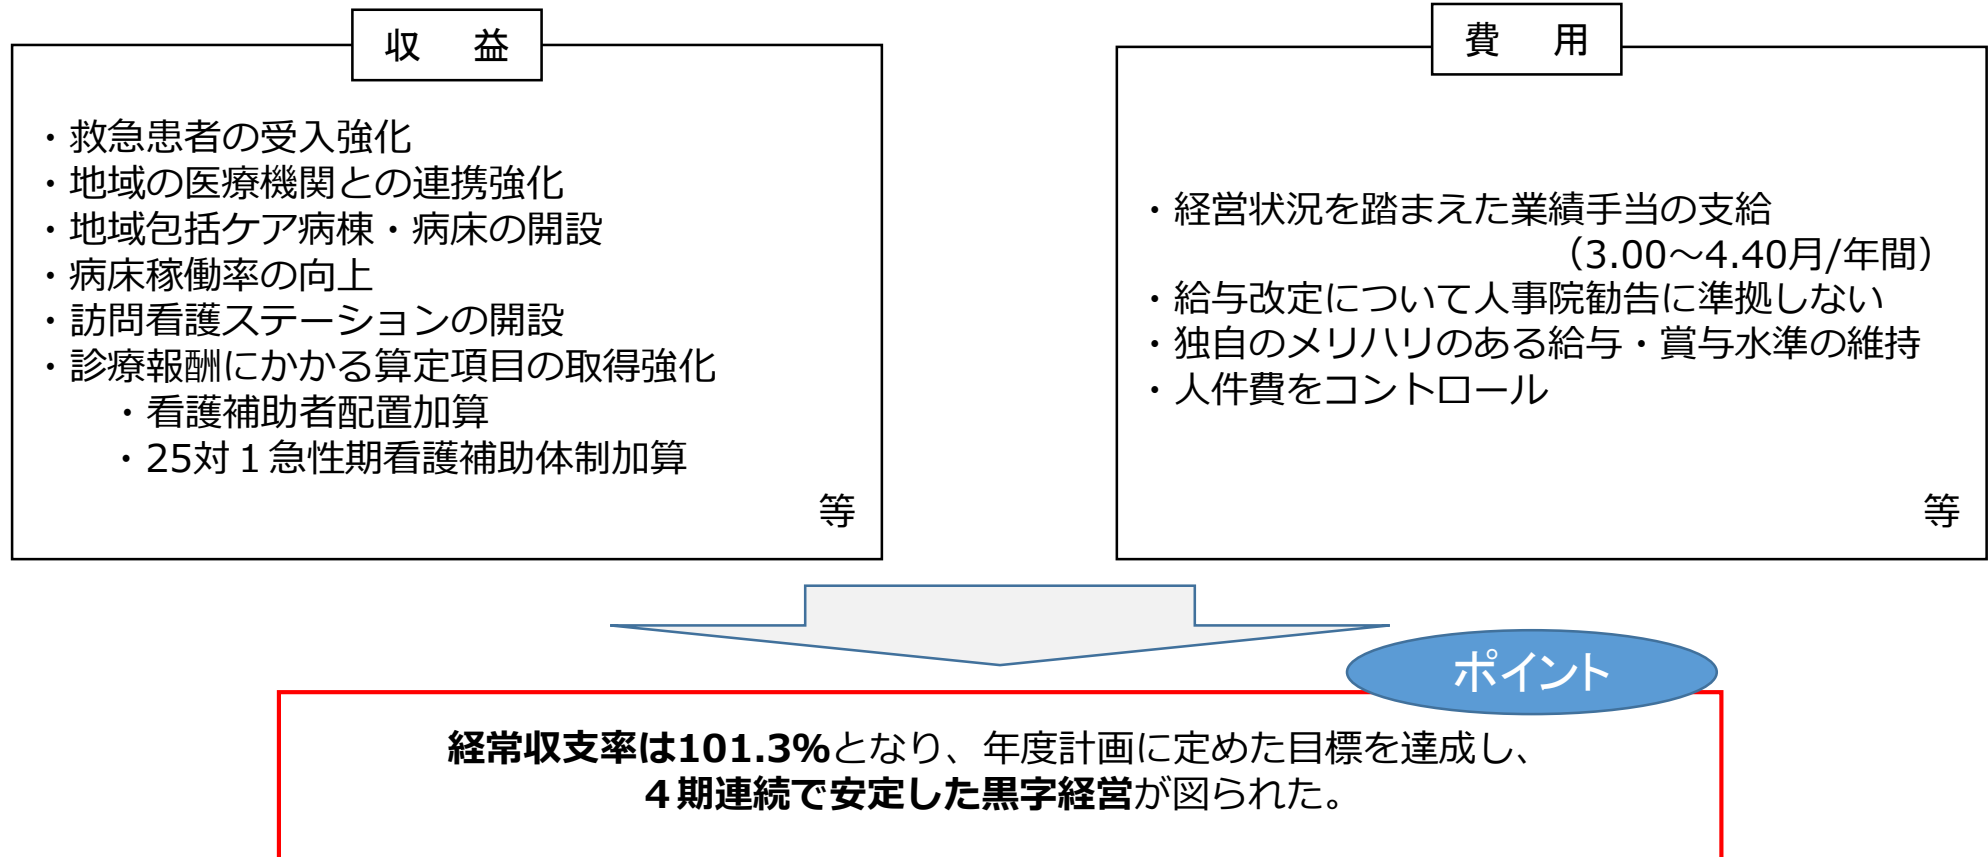 収　益
・救急患者の受入強化
・地域の医療機関との連携強化
・地域包括ケア病棟・病床の開設
・病床稼働率の向上
・訪問看護ステーションの開設
・診療報酬にかかる算定項目の取得強化
・看護補助者配置加算
・25対１急性期看護補助体制加算
等
費　用
・経営状況を踏まえた業績手当の支給
（3.00～4.40月/年間）
・給与改定について人事院勧告に準拠しない
・独自のメリハリのある給与・賞与水準の維持
・人件費をコントロール
等
ポイント
経常収支率は101.3%となり、年度計画に定めた目標を達成し、
４期連続で安定した黒字経営が図られた。